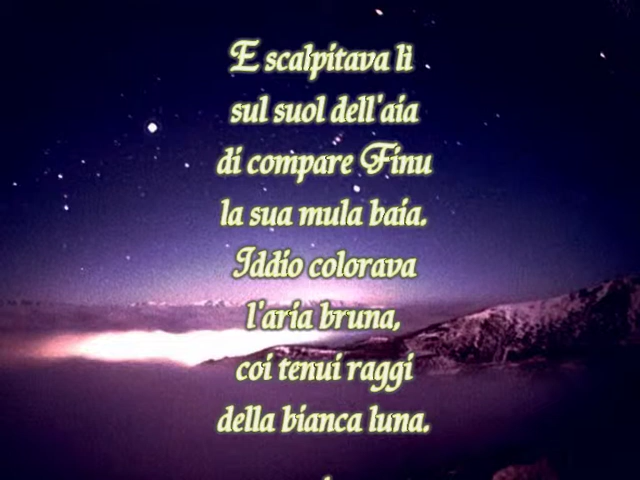 E scalpitava lì
sul suol dell'aia
di compare Finu
la sua mula baia.
Iddio colorava
l'aria bruna,
coi tenui raggi
della bianca luna.